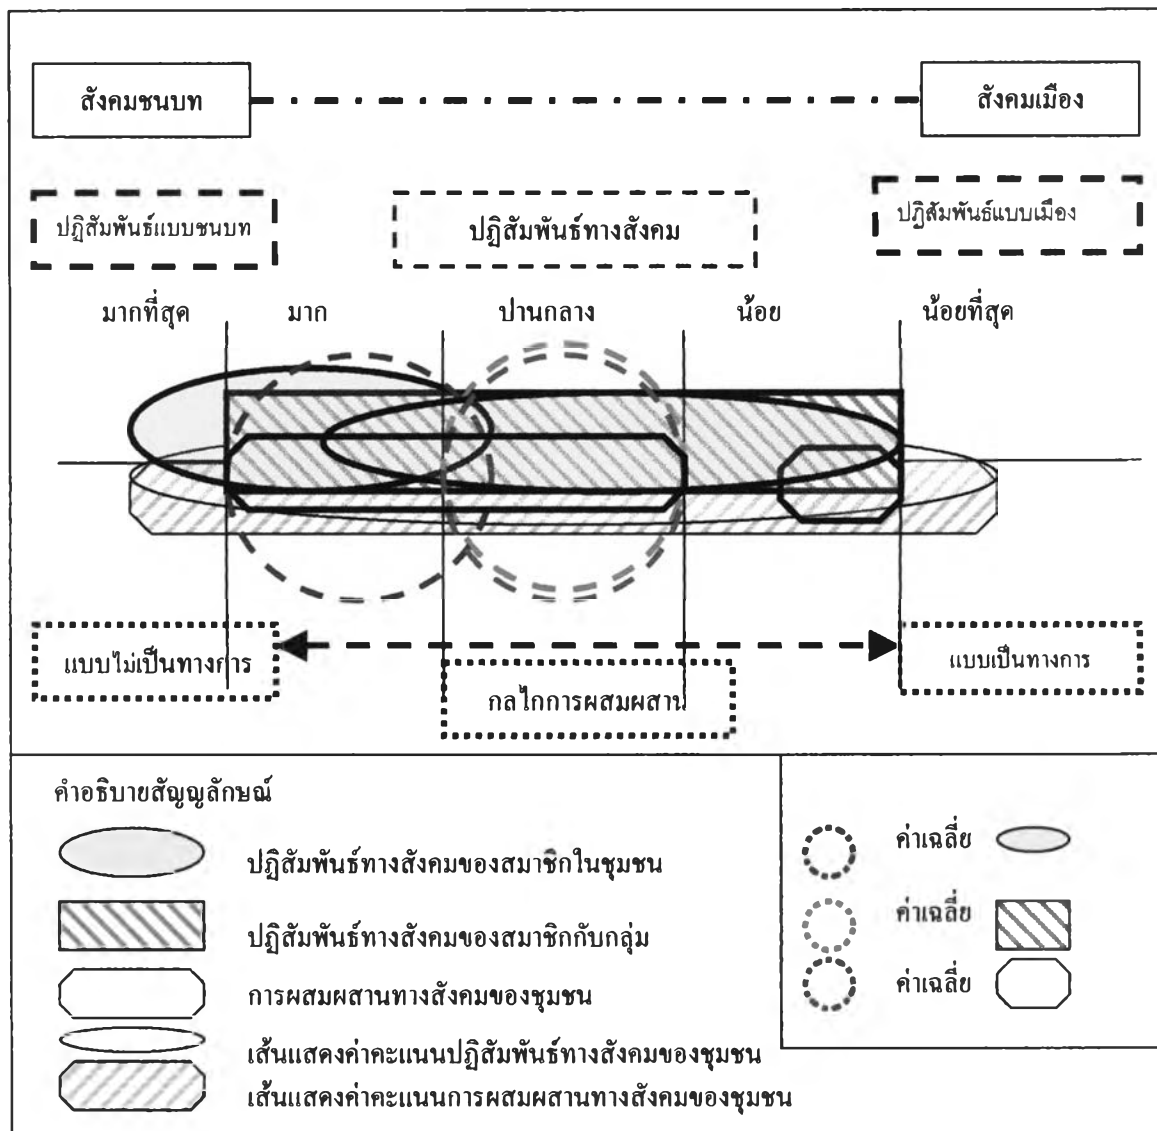 สังคมชนบท
สังคมเมือง
ปฏิสัมพันธ์แบบชนบท
ปฏิสัมพันธ์ทางสังคม
ปฏิสัมพันธ์แบบเมือง
มากที่สุด
มาก
ปานกลาง
น้อย
น้อยที่สุด
แบบไม่เป็นทางการ
กลไกการผสมผสาน
แบบเป็นทางการ
คำอธิบายสัญญลักษณ์
ปฏิสัมพันธ์ทางสังคมของสมาชิกในชุมชน
ปฏิสัมพันธ์ทางสังคมของสมาชิกกับกลุ่ม
การผสมผสานทางสังคมของชุมชน
เส้นแสดงค่าคะแนนปฏิสัมพันธ์ทางสังคมของชุมชน
เส้นแสดงค่าคะแนนการผสมผสานทางสังคมของชุมชน
ค่าเฉลี่ย
ค่าเฉลี่ย
ค่าเฉลี่ย